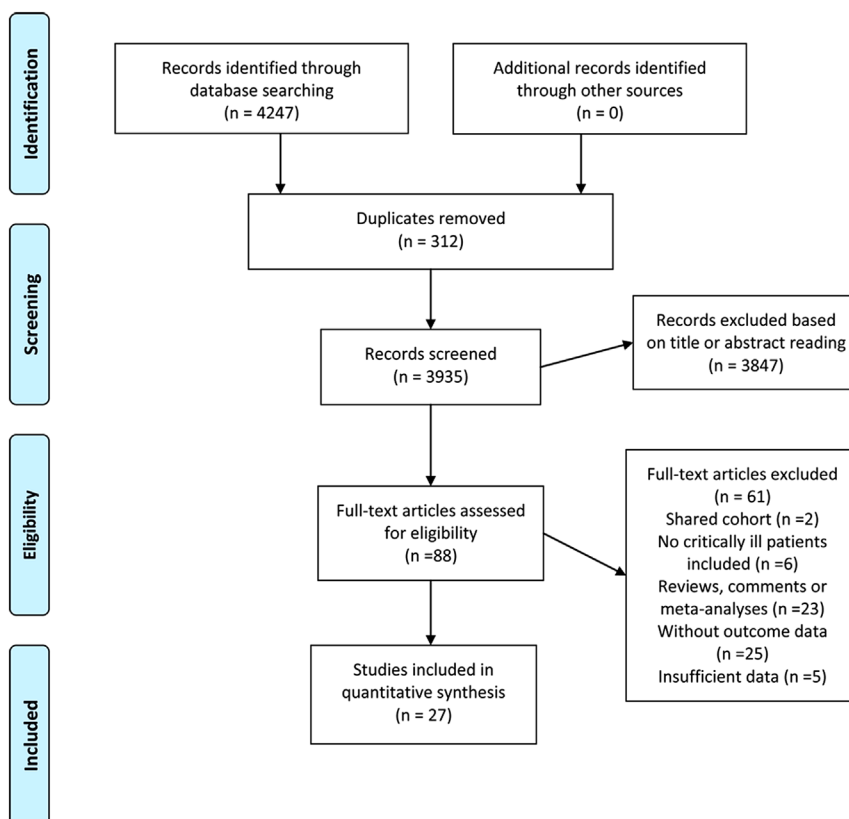 Identification
Records identified through
database searching
(n = 4247)
Additional records identified
through other sources
(n = 0)
Duplicates removed
(n = 312)
Screening
Records screened
(n = 3935)
Records excluded based
on title or abstract reading
(n = 3847)
Eligibility
Full-text articles assessed
for eligibility
(n =88)
Full-text articles excluded
(n = 61)
Shared cohort (n =2)
No critically ill patients
included (n =6)
Reviews, comments or
meta-analyses (n =23)
Without outcome data
(n =25)
Insufficient data (n =5)
Included
Studies included in
quantitative synthesis
(n = 27)